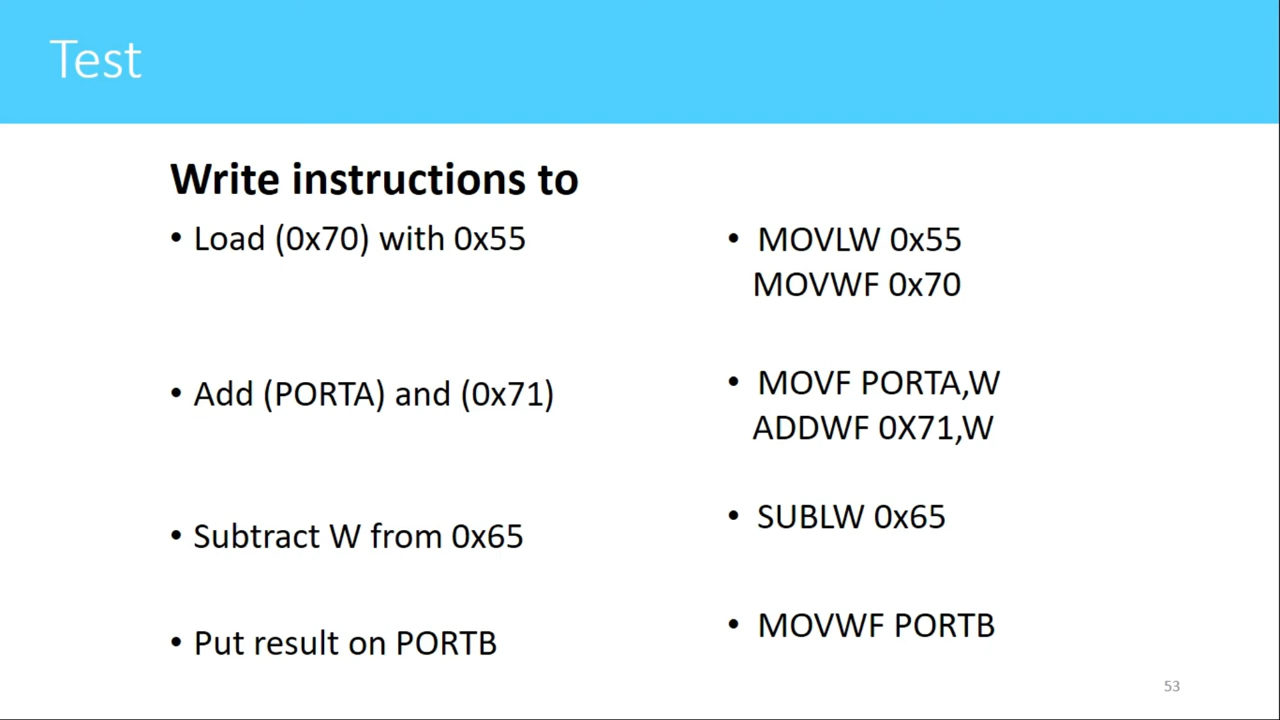 Test
Write instructions to
• Load (0x70) with 0x55
• MOVLW 0x55
MOVWF 0x70
• Add (PORTA) and (0x71)
• MOVF PORTA,W
ADDWF 0X71,W
• Subtract W from 0x65
• SUBLW 0x65
• Put result on PORTB
• MOVWF PORTB
53